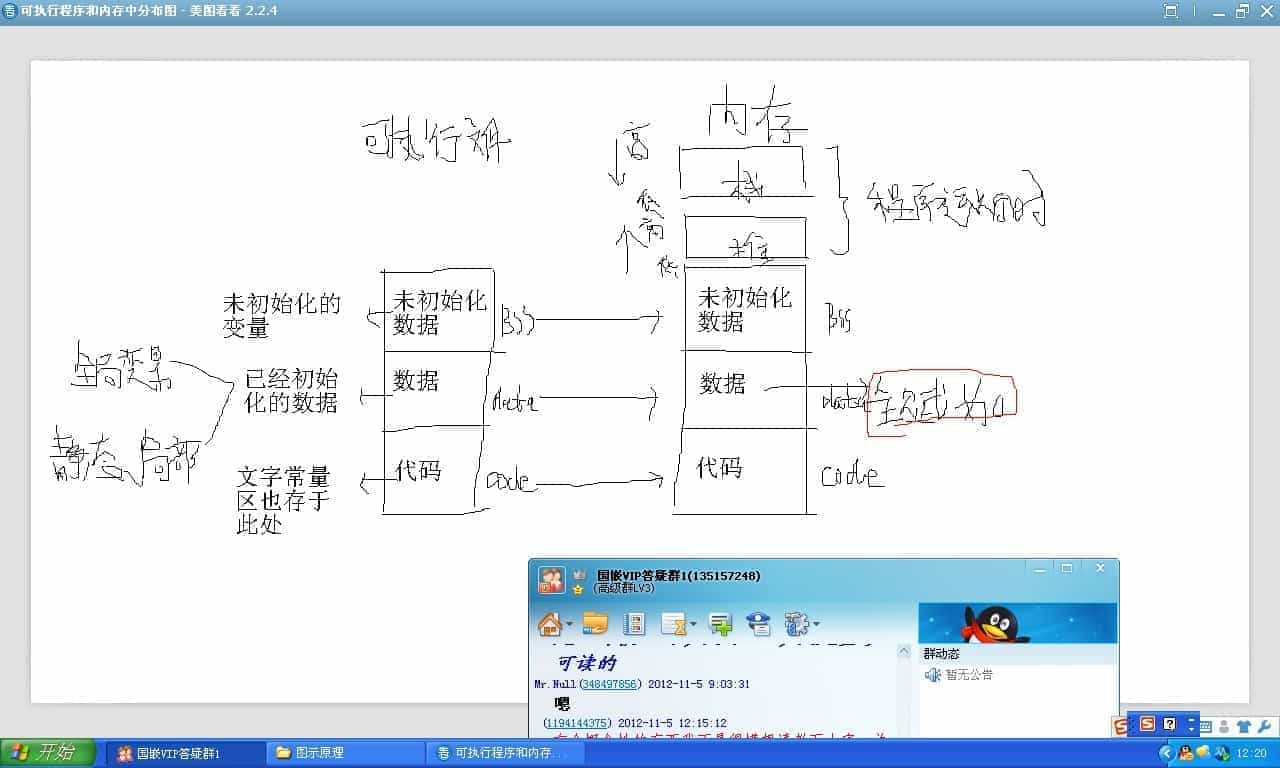 可执行程序和内存中分布图 - 美图看看 2.2.4
内存
可执行文件
高
栈
低
程序运行时
高
堆
低
未初始化的
变量
未初始化
数据
BSS
未初始化
数据
BSS
全局变量
已经初始
化的数据
数据
data
数据
data
静态局部
文字常量
区也存于
此处
代码
code
代码
code
国嵌VIP答疑群1(135157248)
(高级群LV3)
可读的
Mr.Null(348497856) 2012-11-5 9:03:31
嗯
(1194144375) 2012-11-5 12:15:12
群动态
暂无公告
开始
国嵌VIP答疑群1
图示原理
可执行程序和内存...
12:20